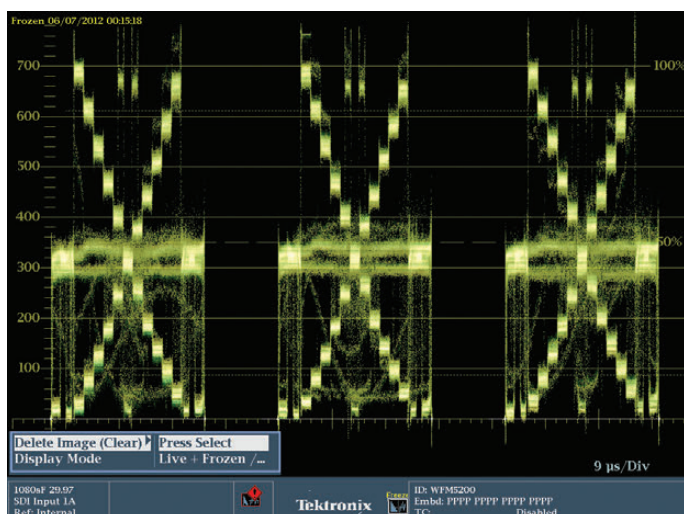 Frozen_06/07/2012 00:15:18
700
100%
600
500
400
50%
300
200
100
Delete Image (Clear) Press Select
Display Mode Live + Frozen /...
9 µs/Div
1080sF 29.97
SDI Input 1A
Ref: Internal
Tektronix
Freeze
ID: WFM5200
Embd: PPPP PPPP PPPP PPPP
TC: Disabled